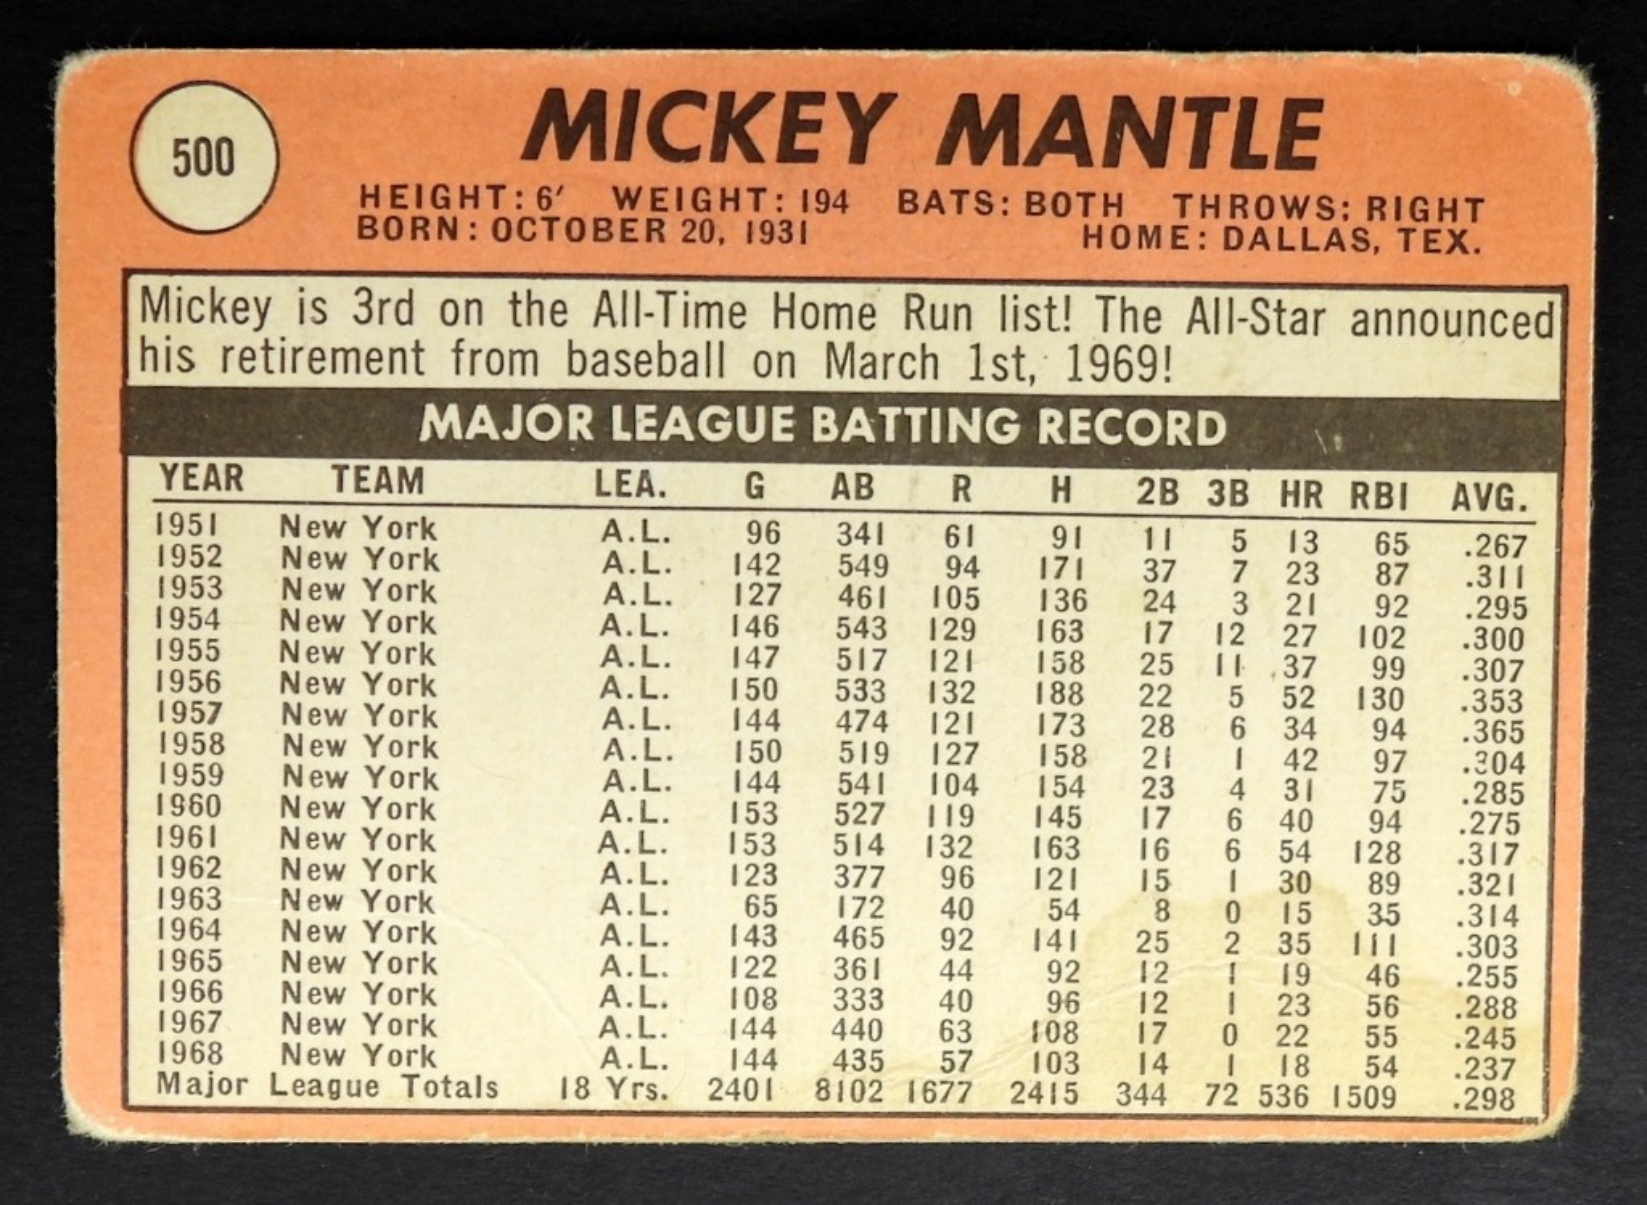 500
MICKEY MANTLE
HEIGHT: 6' WEIGHT: 194 BATS: BOTH THROWS: RIGHT
BORN: OCTOBER 20, 1931 HOME: DALLAS, TEX.
Mickey is 3rd on the All-Time Home Run list! The All-Star announced
his retirement from baseball on March 1st, 1969!
MAJOR LEAGUE BATTING RECORD
YEAR TEAM LEA. G AB R H 2B 3B HR RBI AVG.
1951 New York A.L. 96 341 61 91 11 5 13 65 .267
1952 New York A.L. 142 549 94 171 37 7 23 87 .311
1953 New York A.L. 127 461 105 136 24 3 21 92 .295
1954 New York A.L. 146 543 129 163 17 12 27 102 .300
1955 New York A.L. 147 517 121 158 25 11 37 99 .307
1956 New York A.L. 150 533 132 188 22 5 52 130 .353
1957 New York A.L. 144 474 121 173 28 6 34 94 .365
1958 New York A.L. 150 519 127 158 21 1 42 97 .304
1959 New York A.L. 144 541 104 154 23 4 31 75 .285
1960 New York A.L. 153 527 119 145 17 6 40 94 .275
1961 New York A.L. 153 514 132 163 16 6 54 128 .317
1962 New York A.L. 123 377 96 121 15 1 30 89 .321
1963 New York A.L. 65 172 40 54 8 0 15 35 .314
1964 New York A.L. 143 465 92 141 25 2 35 111 .303
1965 New York A.L. 122 361 44 92 12 1 19 46 .255
1966 New York A.L. 108 333 40 96 12 1 23 56 .288
1967 New York A.L. 144 440 63 108 17 0 22 55 .245
1968 New York A.L. 144 435 57 103 14 1 18 54 .237
Major League Totals 18 Yrs. 2401 8102 1677 2415 344 72 536 1509 .298